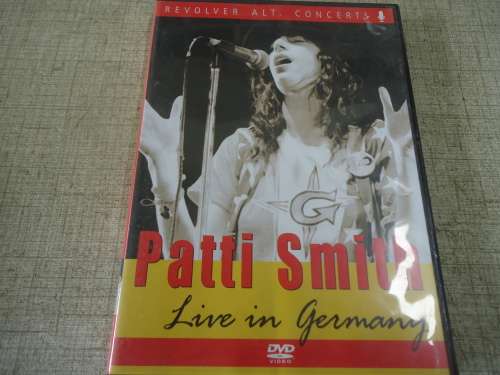 REVOLVER ALT. CONCERTS
G
Patti Smith
Live in Germany
DVD
VIDEO